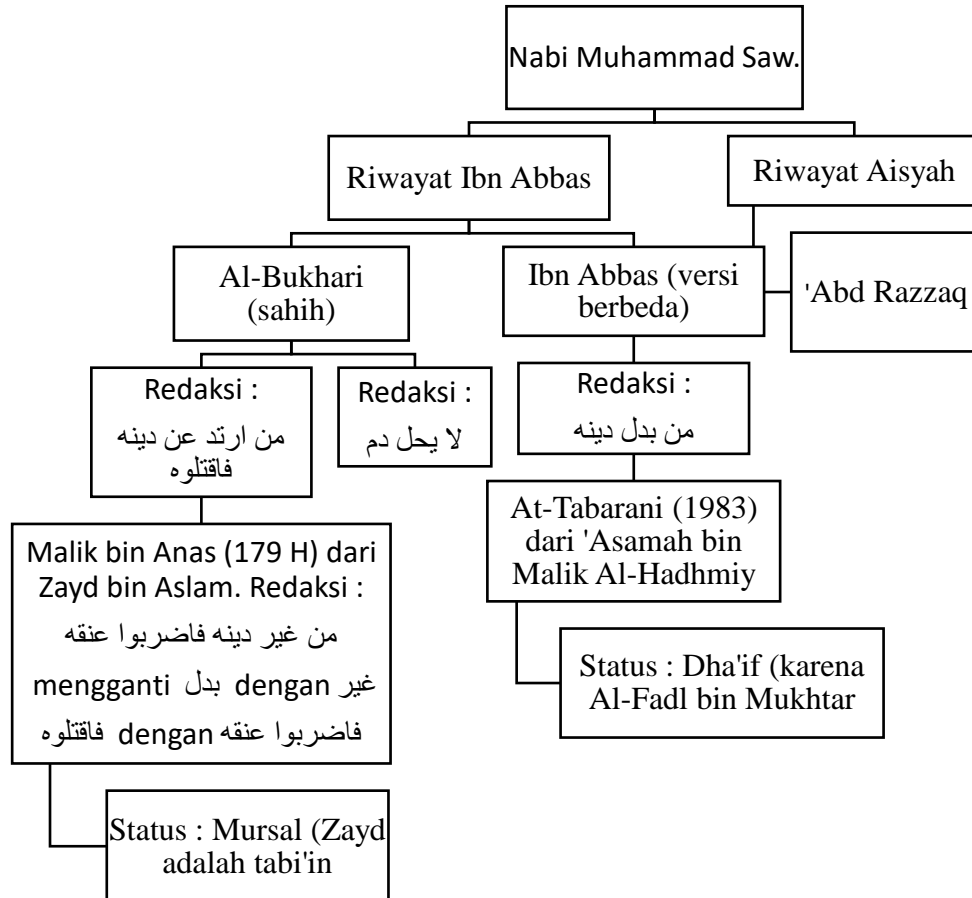 Nabi Muhammad Saw.
Riwayat Ibn Abbas
Riwayat Aisyah
Al-Bukhari
(sahih)
Ibn Abbas (versi
berbeda)
'Abd Razzaq
Redaksi :
من ارتد عن دينه
فاقتلوه
Redaksi :
لا يحل دم
Redaksi :
من بدل دينه
Malik bin Anas (179 H) dari
Zayd bin Aslam. Redaksi :
من غير دينه فاضربوا عنقه
mengganti بدل dengan غير
فاقتلوه dengan فاضربوا عنقه
At-Tabarani (1983)
dari 'Asamah bin
Malik Al-Hadhmiy
Status : Dha'if (karena
Al-Fadl bin Mukhtar
Status : Mursal (Zayd
adalah tabi'in